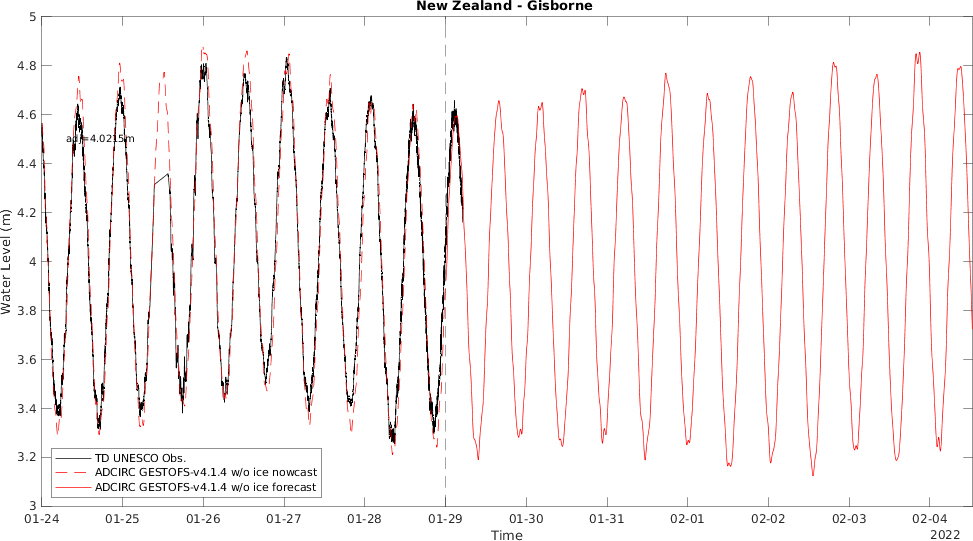 New Zealand - Gisborne
5
4.8
4.6
4.4
4.2
4
3.8
3.6
3.4
3.2
3
Water Level (m)
adj=4.0215m
TD UNESCO Obs.
ADCIRC GESTOFS-v4.1.4 w/o ice nowcast
ADCIRC GESTOFS-v4.1.4 w/o ice forecast
01-24 01-25 01-26 01-27 01-28 01-29 01-30 01-31 02-01 02-02 02-03 02-04
Time
2022